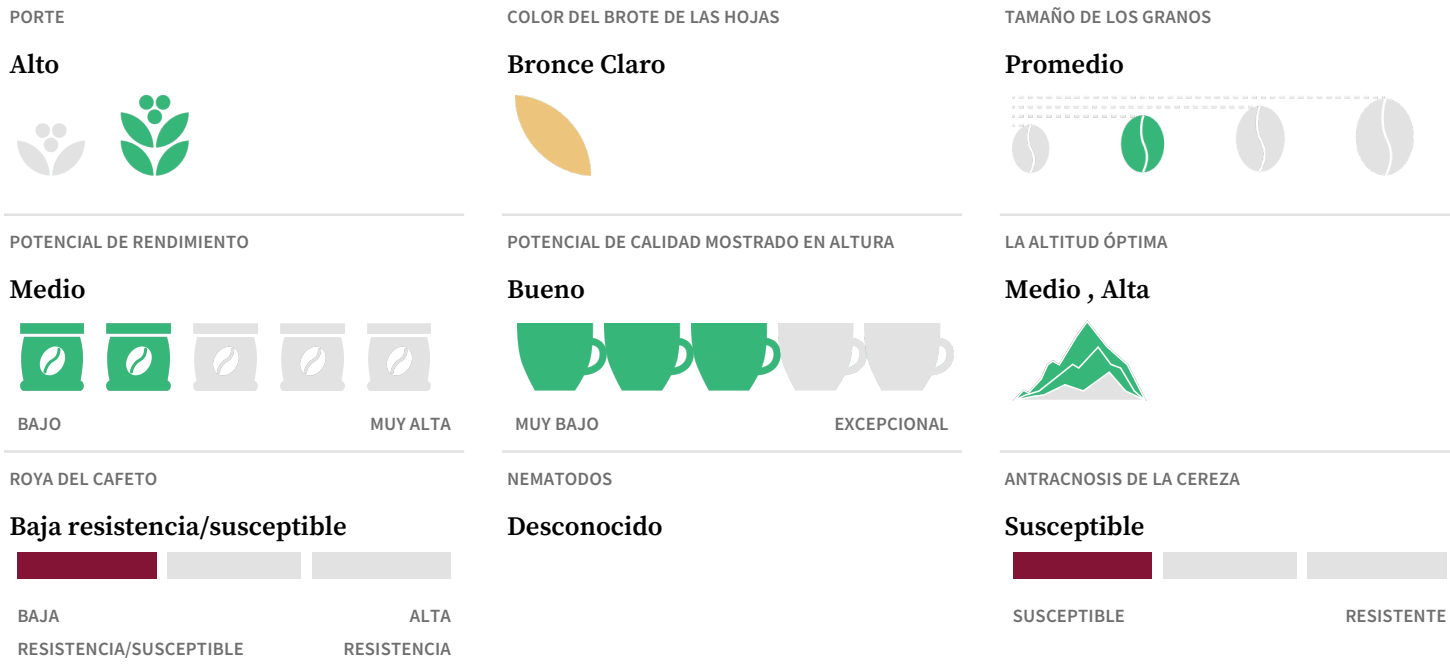 PORTE
Alto
COLOR DEL BROTE DE LAS HOJAS
Bronce Claro
TAMAÑO DE LOS GRANOS
Promedio
POTENCIAL DE RENDIMIENTO
Medio
BAJO
MUY ALTA
POTENCIAL DE CALIDAD MOSTRADO EN ALTURA
Bueno
MUY BAJO
EXCEPCIONAL
LA ALTITUD ÓPTIMA
Medio , Alta
ROYA DEL CAFETO
Baja resistencia/susceptible
BAJA
RESISTENCIA/SUSCEPTIBLE
ALTA
RESISTENCIA
NEMATODOS
Desconocido
ANTRACNOSIS DE LA CEREZA
Susceptible
SUSCEPTIBLE
RESISTENTE